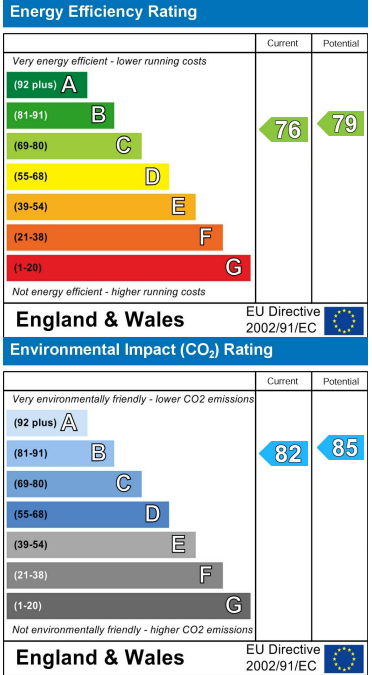 Energy Efficiency Rating
Current Potential
Very energy efficient - lower running costs
(92 plus) A
(81-91) B
(69-80) C
(55-68) D
(39-54) E
(21-38) F
(1-20) G
76
79
Not energy efficient - higher running costs
England & Wales
EU Directive
2002/91/EC
Environmental Impact (CO₂) Rating
Current Potential
Very environmentally friendly - lower CO2 emissions
(92 plus) A
(81-91) B
(69-80) C
(55-68) D
(39-54) E
(21-38) F
(1-20) G
82
85
Not environmentally friendly - higher CO2 emissions
England & Wales
EU Directive
2002/91/EC